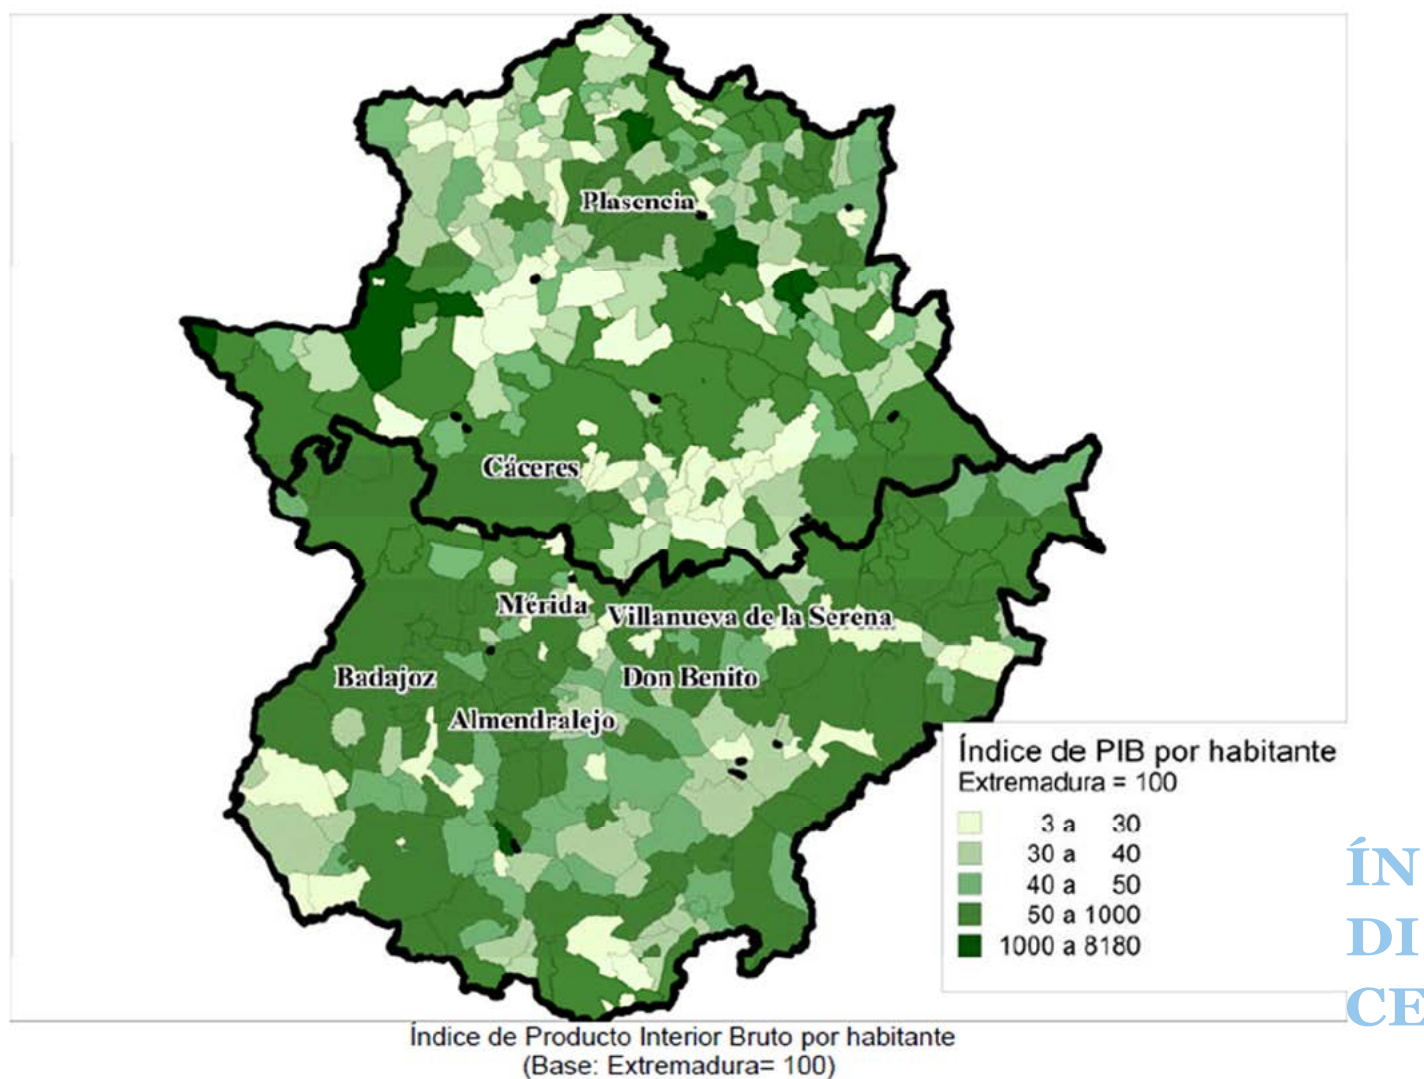 Plasencia
Cáceres
Mérida
Villanueva de la Serena
Badajoz
Don Benito
Almendralejo
Índice de PIB por habitante
Extremadura = 100
3 a 30
30 a 40
40 a 50
50 a 1000
1000 a 8180
ÍN
DI
CE
Índice de Producto Interior Bruto por habitante
(Base: Extremadura= 100)